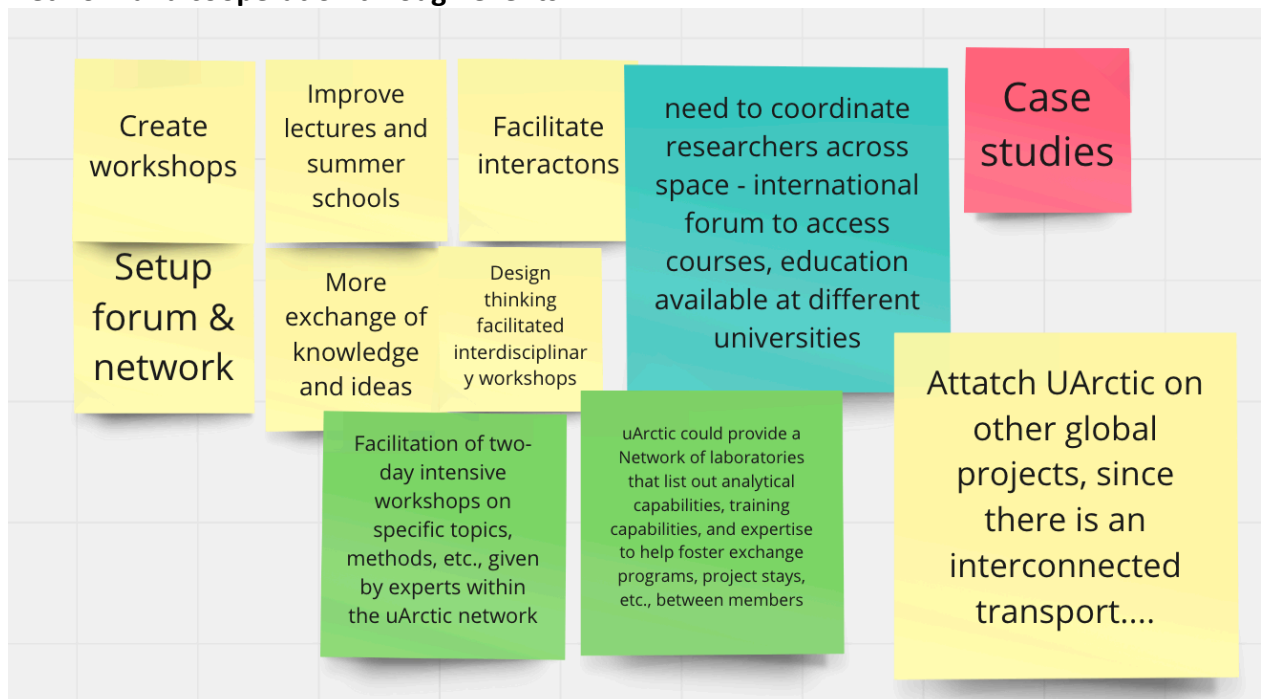 Create
workshops
Improve
lectures and
summer
schools
Facilitate
interactons
need to coordinate
researchers across
space - international
forum to access
courses, education
available at different
universities
Case
studies
Setup
forum &
network
More
exchange of
knowledge
and ideas
Design
thinking
facilitated
interdisciplinar
y workshops
Attatch UArctic on
other global
projects, since
there is an
interconnected
transport....
Facilitation of two-
day intensive
workshops on
specific topics,
methods, etc., given
by experts within
the uArctic network
uArctic could provide a
Network of laboratories
that list out analytical
capabilities, training
capabilities, and expertise
to help foster exchange
programs, project stays,
etc., between members